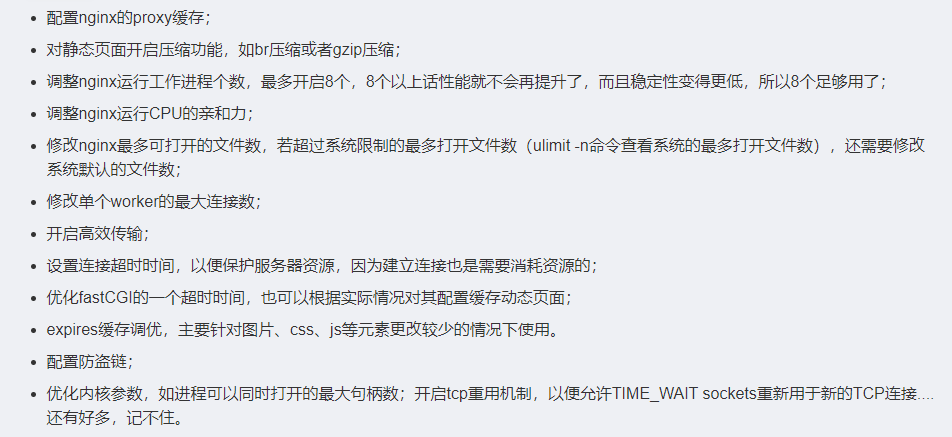 配置nginx的proxy缓存；
对静态页面开启压缩功能，如br压缩或者gzip压缩；
调整nginx运行工作进程个数，最多开启8个，8个以上话性能就不会再提升了，而且稳定性变得更低，所以8个足够用了；
调整nginx运行CPU的亲和力；
修改nginx最多可打开的文件数，若超过系统限制的最多打开文件数（ulimit -n命令查看系统的最多打开文件数），还需要修改
系统默认的文件数；
修改单个worker的最大连接数；
开启高效传输；
设置连接超时时间，以便保护服务器资源，因为建立连接也是需要消耗资源的；
优化fastCGI的一个超时时间，也可以根据实际情况对其配置缓存动态页面；
expires缓存调优，主要针对图片、css、js等元素更改较少的情况下使用。
配置防盗链；
优化内核参数，如进程可以同时打开的最大句柄数；开启tcp重用机制，以便允许TIME_WAIT sockets重新用于新的TCP连接....
还有好多，记不住。